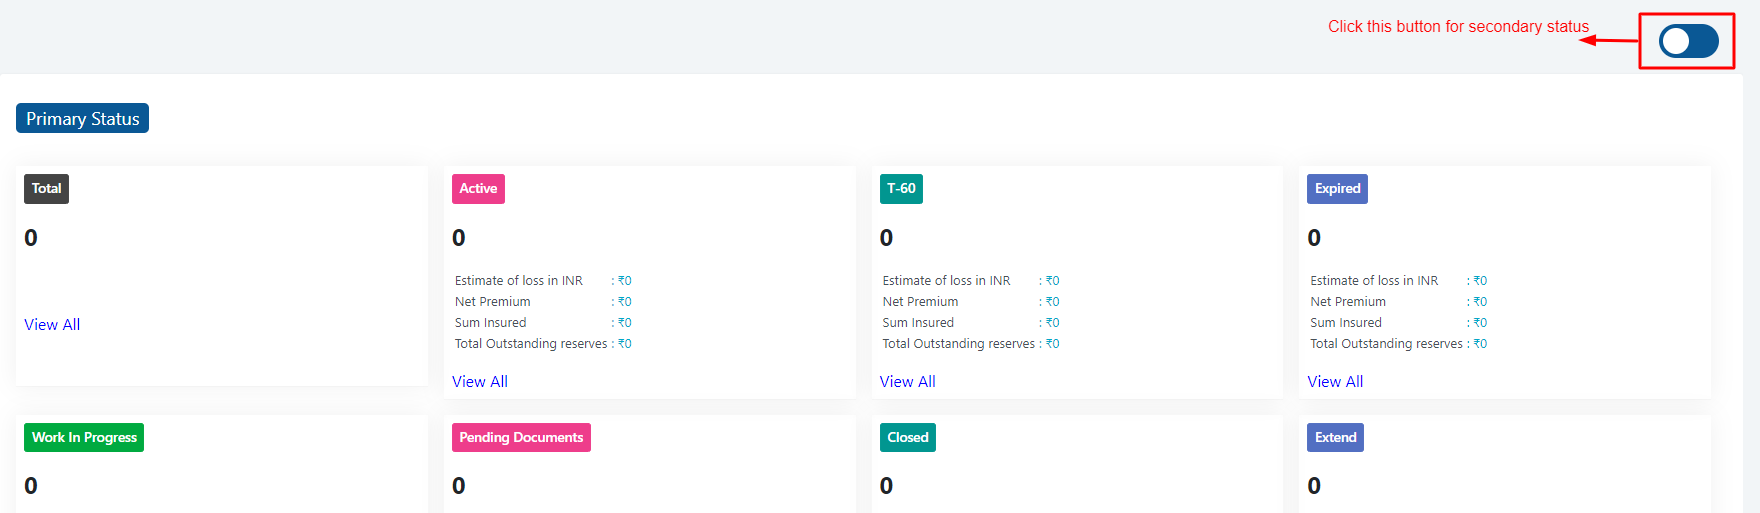 Click this button for secondary status
Primary Status
Total
0
View All
Active
0
Estimate of loss in INR : ₹0
Net Premium : ₹0
Sum Insured : ₹0
Total Outstanding reserves : ₹0
View All
T-60
0
Estimate of loss in INR : ₹0
Net Premium : ₹0
Sum Insured : ₹0
Total Outstanding reserves : ₹0
View All
Expired
0
Estimate of loss in INR : ₹0
Net Premium : ₹0
Sum Insured : ₹0
Total Outstanding reserves : ₹0
View All
Work In Progress
0
Pending Documents
0
Closed
0
Extend
0